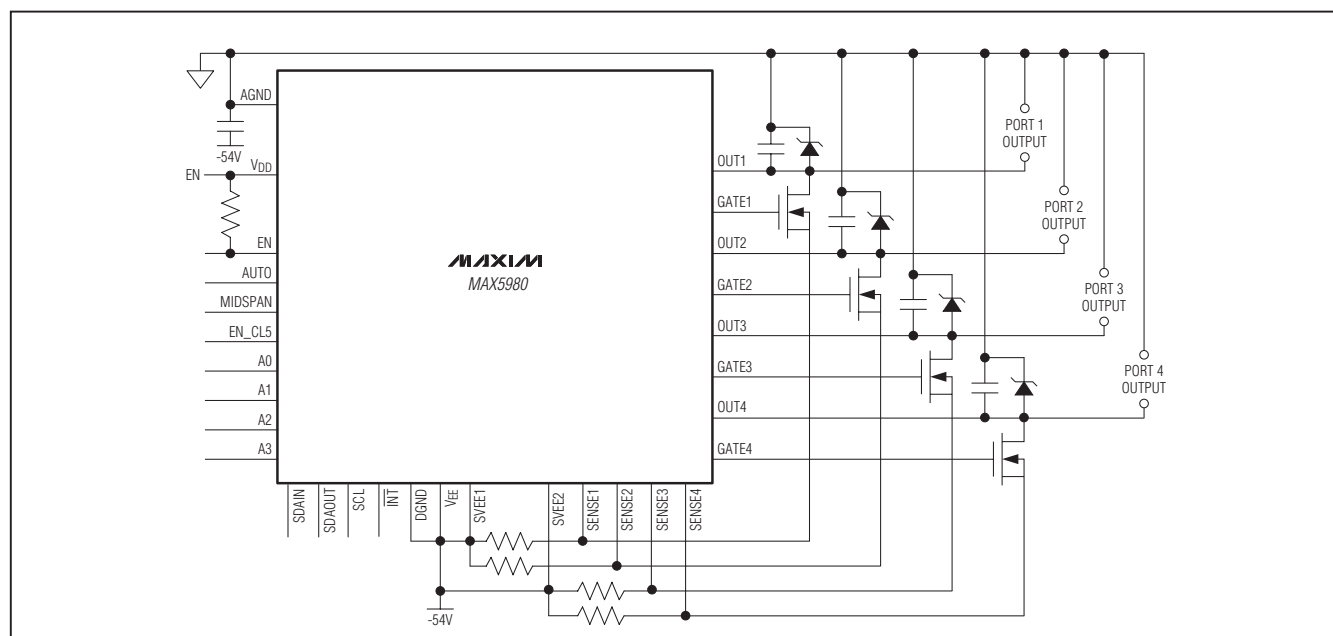 AGND
-54V
EN
VDD
EN
AUTO
MIDSPAN
EN_CL5
A0
A1
A2
A3
MAXIM
MAX5980
OUT1
GATE1
OUT2
GATE2
OUT3
GATE3
OUT4
GATE4
PORT 1
OUTPUT
PORT 2
OUTPUT
PORT 3
OUTPUT
PORT 4
OUTPUT
SDAIN
SDAOUT
SCL
INT
DGND
VEE
SVEE1
SVEE2
SENSE1
SENSE2
SENSE3
SENSE4
-54V